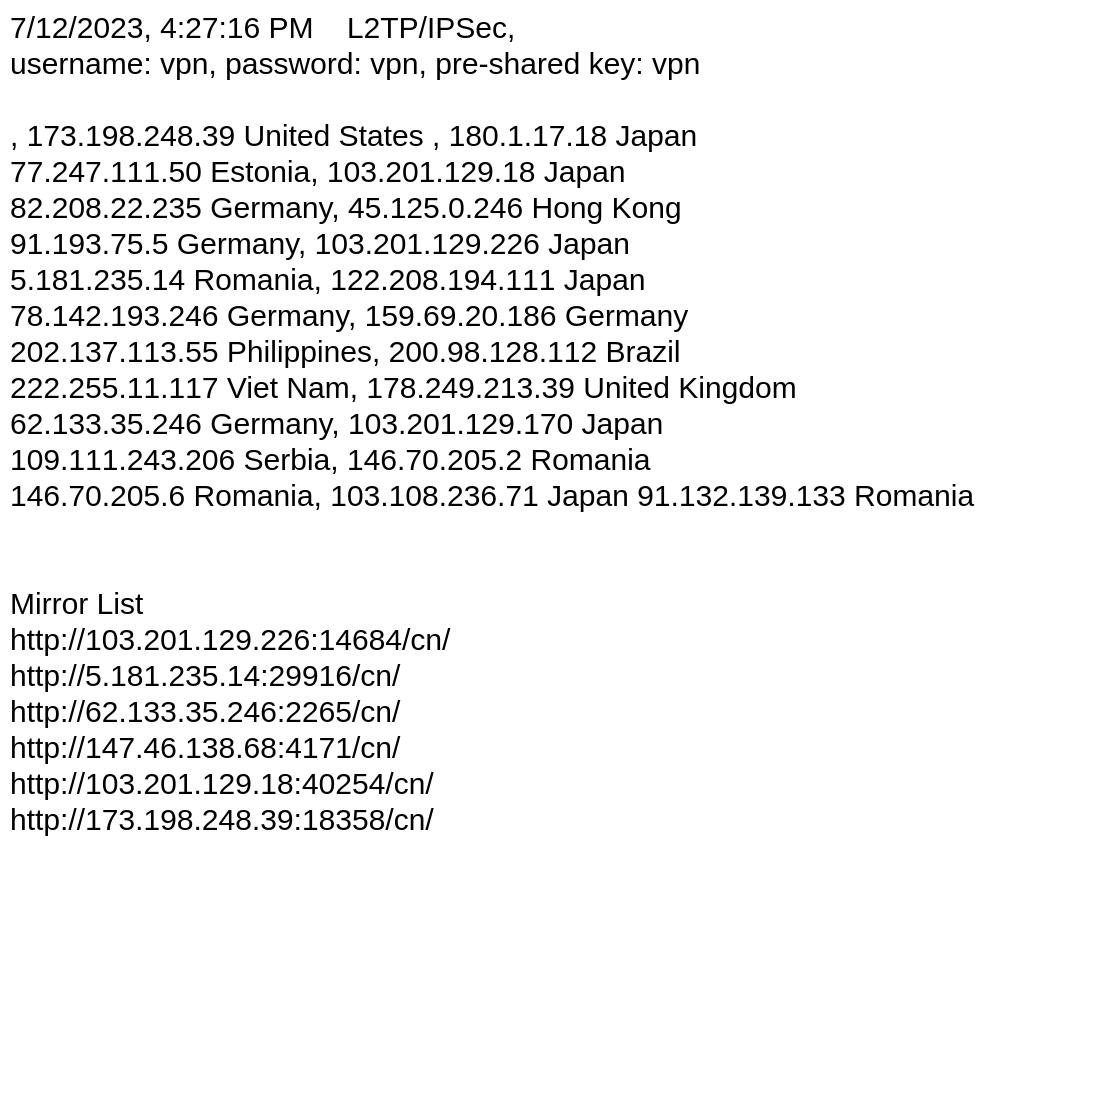 7/12/2023, 4:27:16 PM    L2TP/IPSec,
username: vpn, password: vpn, pre-shared key: vpn
, 173.198.248.39 United States , 180.1.17.18 Japan
77.247.111.50 Estonia, 103.201.129.18 Japan
82.208.22.235 Germany, 45.125.0.246 Hong Kong
91.193.75.5 Germany, 103.201.129.226 Japan
5.181.235.14 Romania, 122.208.194.111 Japan
78.142.193.246 Germany, 159.69.20.186 Germany
202.137.113.55 Philippines, 200.98.128.112 Brazil
222.255.11.117 Viet Nam, 178.249.213.39 United Kingdom
62.133.35.246 Germany, 103.201.129.170 Japan
109.111.243.206 Serbia, 146.70.205.2 Romania
146.70.205.6 Romania, 103.108.236.71 Japan 91.132.139.133 Romania
Mirror List
http://103.201.129.226:14684/cn/
http://5.181.235.14:29916/cn/
http://62.133.35.246:2265/cn/
http://147.46.138.68:4171/cn/
http://103.201.129.18:40254/cn/
http://173.198.248.39:18358/cn/